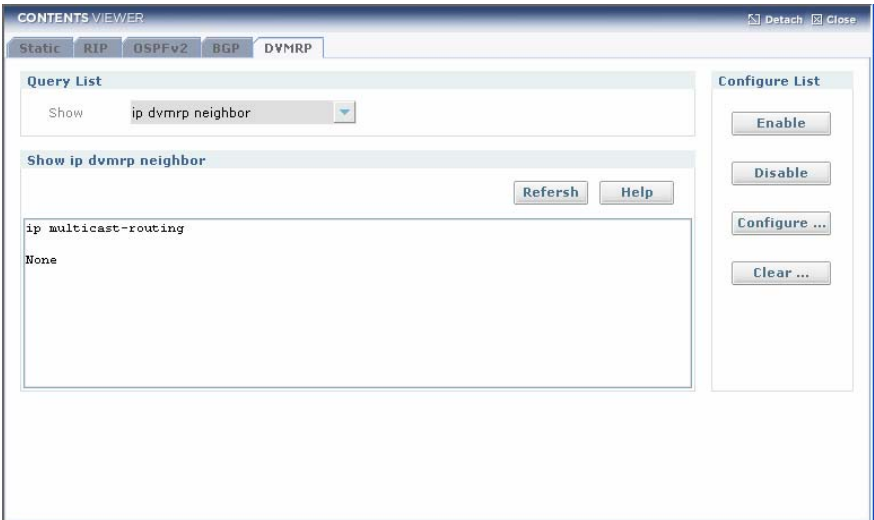 CONTENTS VIEWER
Detach Close
Static RIP OSPFv2 BGP DVMRP
Query List
Show ip dvmrp neighbor
Show ip dvmrp neighbor
Refersh Help
ip multicast-routing
None
Configure List
Enable
Disable
Configure ...
Clear ...